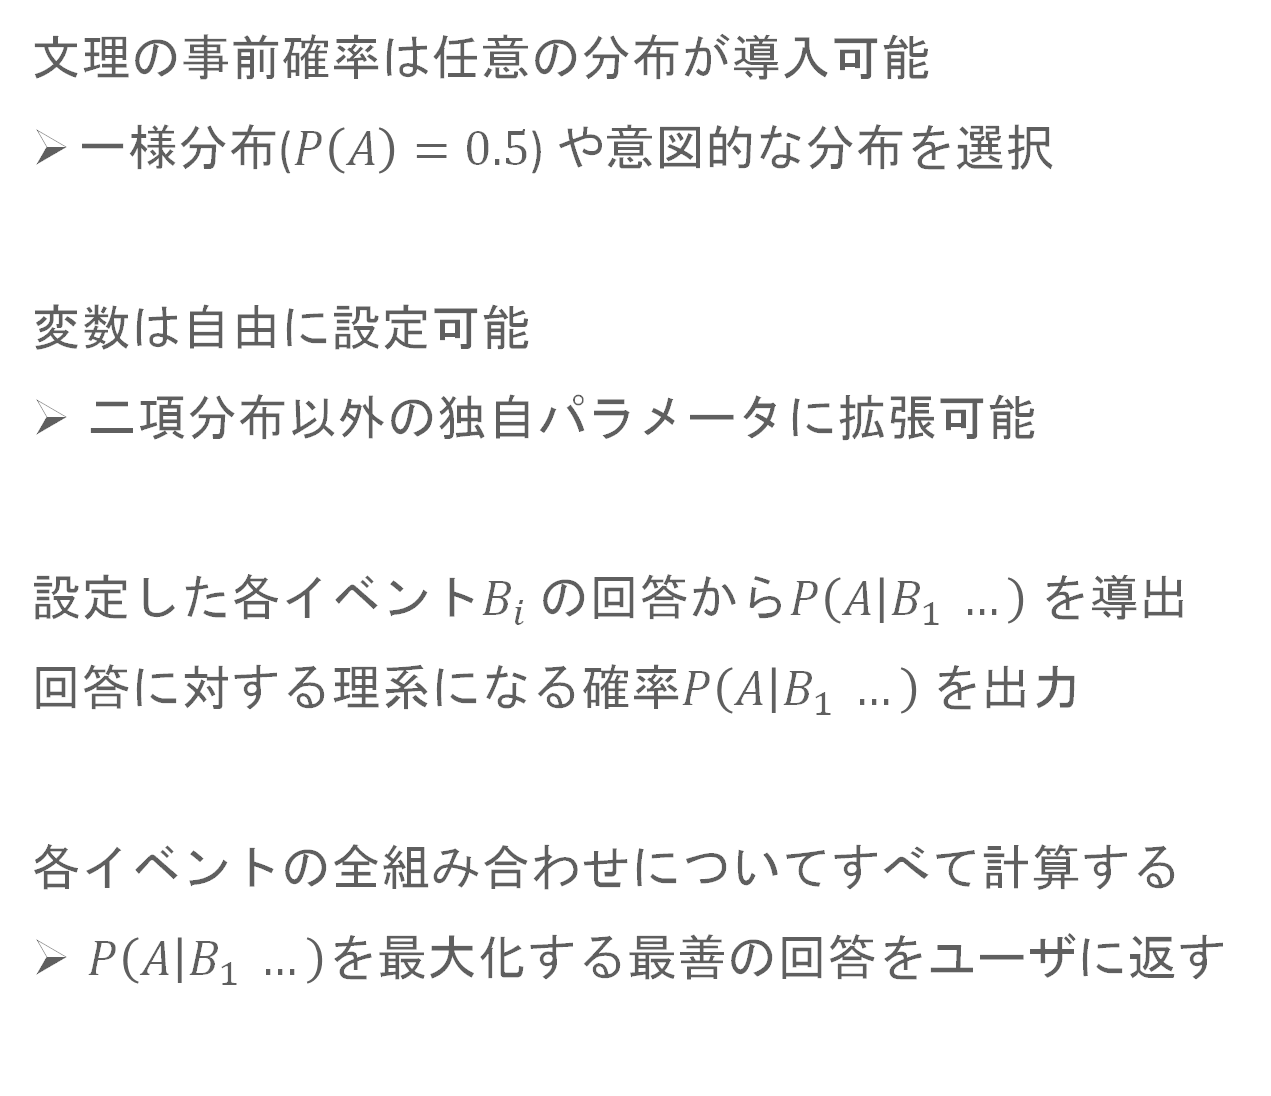 文理の事前確率は任意の分布が導入可能
➢ 一様分布(P(A) = 0.5) や意図的な分布を選択
変数は自由に設定可能
➢ 二項分布以外の独自パラメータに拡張可能
設定した各イベントB_i の回答からP(A|B_1 …) を導出
回答に対する理系になる確率P(A|B_1 …) を出力
各イベントの全組み合わせについてすべて計算する
➢ P(A|B_1 …)を最大化する最善の回答をユーザに返す